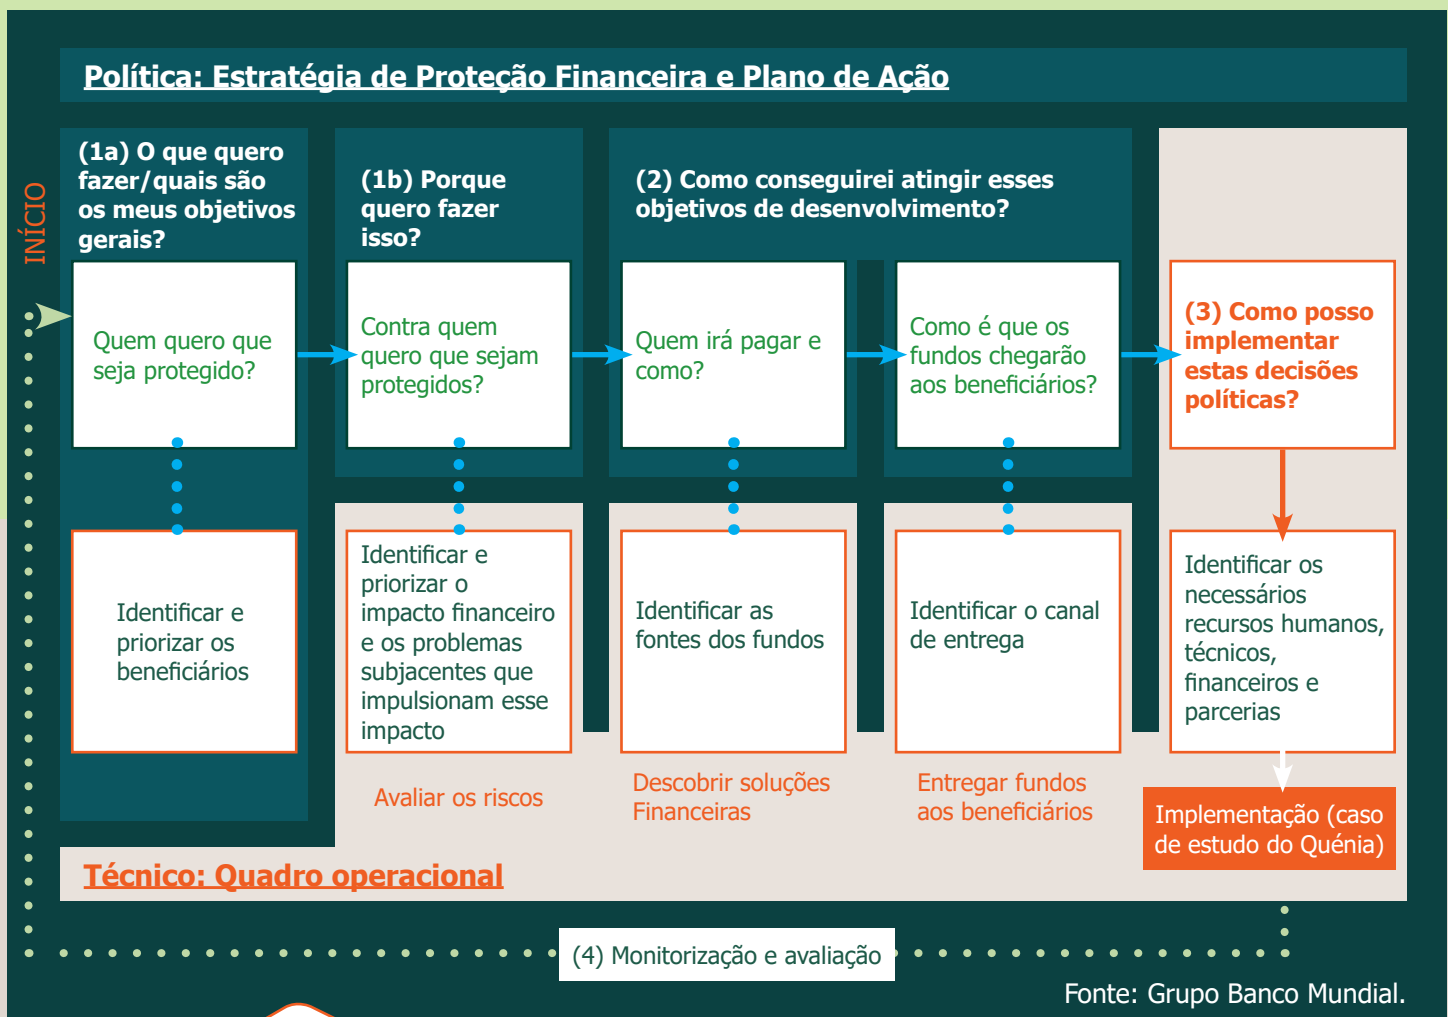 Política: Estratégia de Proteção Financeira e Plano de Ação
INÍCIO
(1a) O que quero
fazer/quais são
os meus objetivos
gerais?
(1b) Porque
quero fazer
isso?
(2) Como conseguirei atingir esses
objetivos de desenvolvimento?
Quem quero que
seja protegido?
Contra quem
quero que sejam
protegidos?
Quem irá pagar e
como?
Como é que os
fundos chegarão
aos beneficiários?
(3) Como posso
implementar
estas decisões
políticas?
Identificar e
priorizar os
beneficiários
Identificar e
priorizar o
impacto financeiro
e os problemas
subjacentes que
impulsionam esse
impacto
Identificar as
fontes dos fundos
Identificar o canal
de entrega
Identificar os
necessários
recursos humanos,
técnicos,
financeiros e
parcerias
Avaliar os riscos
Descobrir soluções
Financeiras
Entregar fundos
aos beneficiários
Implementação (caso
de estudo do Quénia)
Técnico: Quadro operacional
(4) Monitorização e avaliação
Fonte: Grupo Banco Mundial.